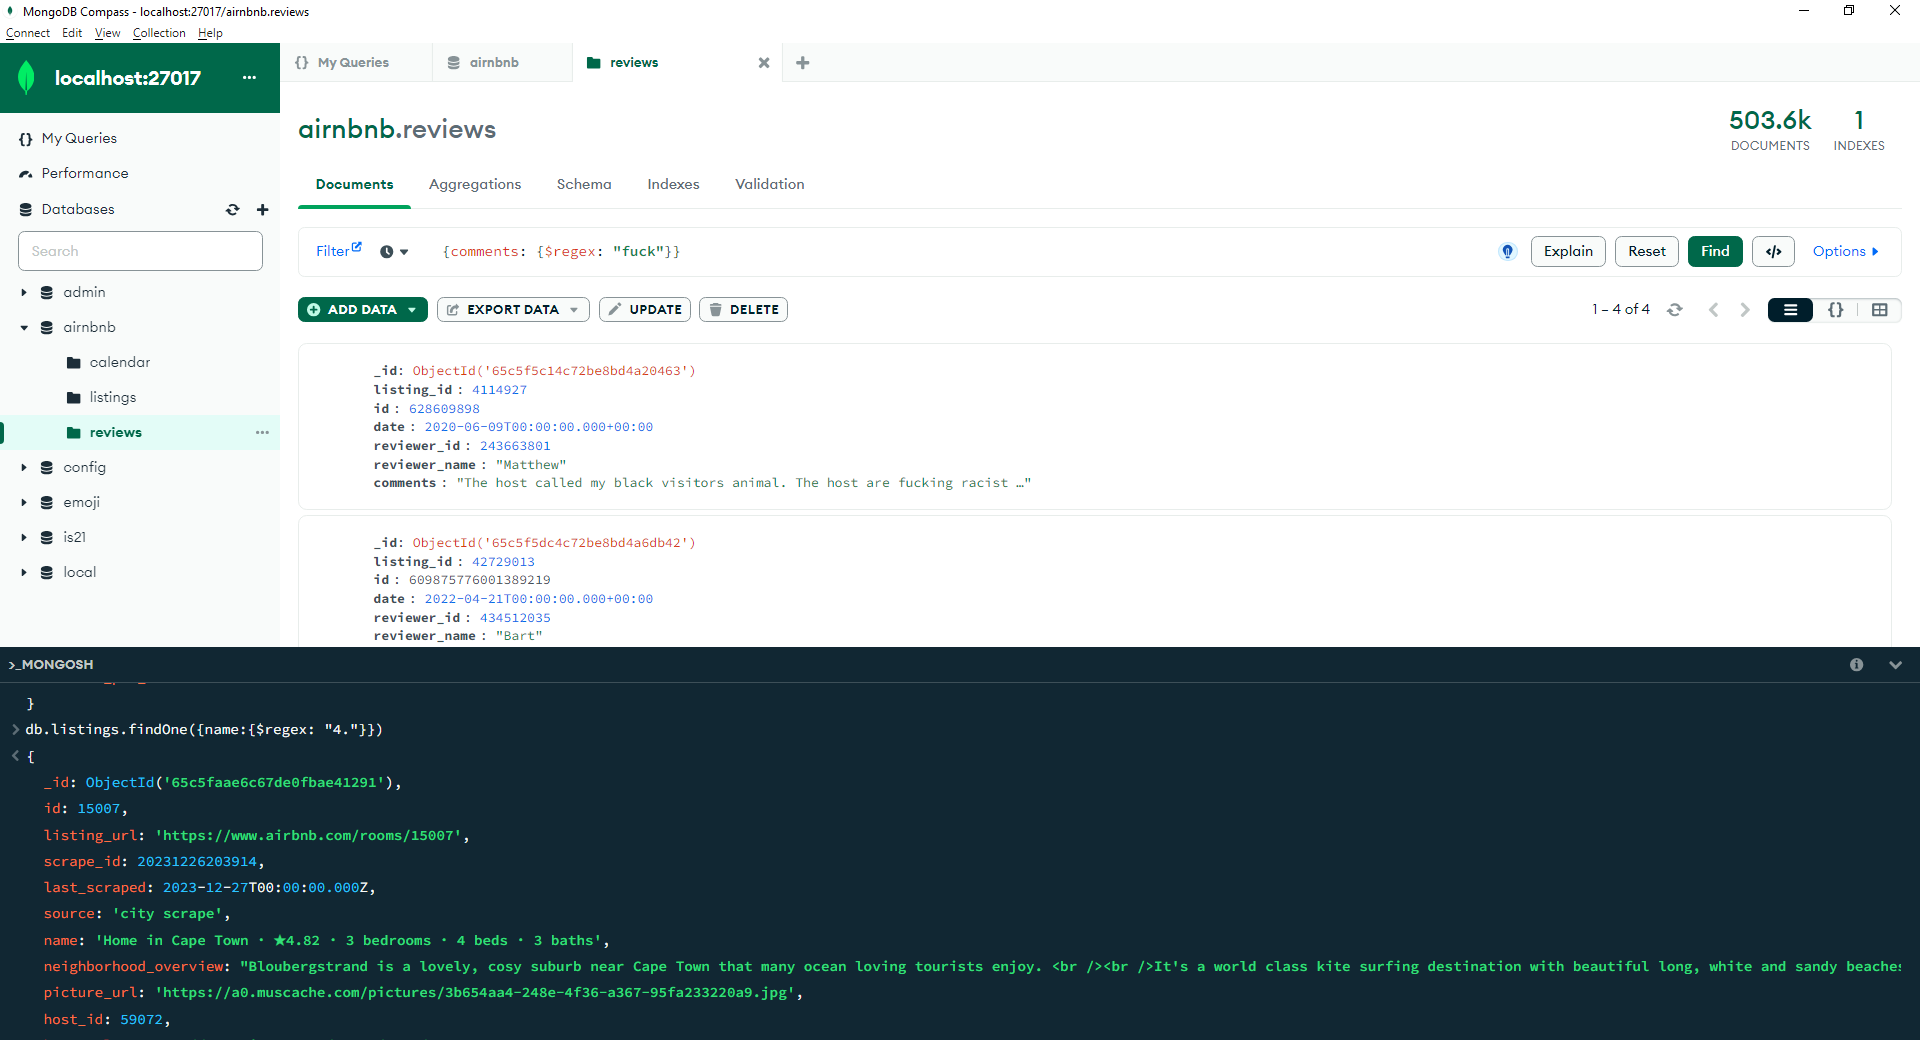 MongoDB Compass - localhost:27017/airnbnb.reviews
Connect Edit View Collection Help
localhost:27017 ...
{} My Queries
airnbnb
reviews
My Queries
Performance
Databases
Search
admin
airnbnb
calendar
listings
reviews ...
config
emoji
is21
local
airnbnb.reviews
503.6k
DOCUMENTS
1
INDEXES
Documents Aggregations Schema Indexes Validation
Filter {comments: {$regex: "fuck"}} Explain Reset Find </> Options
ADD DATA EXPORT DATA UPDATE DELETE 1 – 4 of 4 {}
_id: ObjectId('65c5f5c14c72be8bd4a20463')
listing_id : 4114927
id : 628609898
date : 2020-06-09T00:00:00.000+00:00
reviewer_id : 243663801
reviewer_name : "Matthew"
comments : "The host called my black visitors animal. The host are fucking racist …"
_id: ObjectId('65c5f5dc4c72be8bd4a6db42')
listing_id : 42729013
id : 609875776001389219
date : 2022-04-21T00:00:00.000+00:00
reviewer_id : 434512035
reviewer_name : "Bart"
>_MONGOSH
}
> db.listings.findOne({name:{$regex: "4."}})
< {
_id: ObjectId('65c5faae6c67de0fbae41291'),
id: 15007,
listing_url: 'https://www.airbnb.com/rooms/15007',
scrape_id: 20231226203914,
last_scraped: 2023-12-27T00:00:00.000Z,
source: 'city scrape',
name: 'Home in Cape Town · ★4.82 · 3 bedrooms · 4 beds · 3 baths',
neighborhood_overview: "Bloubergstrand is a lovely, cosy suburb near Cape Town that many ocean loving tourists enjoy. <br /><br />It's a world class kite surfing destination with beautiful long, white and sandy beaches
picture_url: 'https://a0.muscache.com/pictures/3b654aa4-248e-4f36-a367-95fa233220a9.jpg',
host_id: 59072,